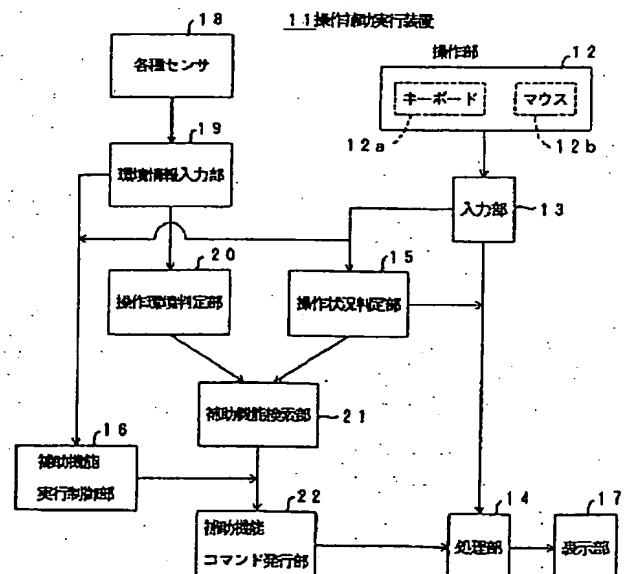 18
11操作補助実行装置
各種センサ
操作部
12
キーボード
マウス
12a
12b
19
環境情報入力部
入力部
13
20
15
操作環境判定部
操作状況判定部
補助機能検索部
21
16
補助機能
実行制御部
22
補助機能
コマンド発行部
14
処理部
17
表示部